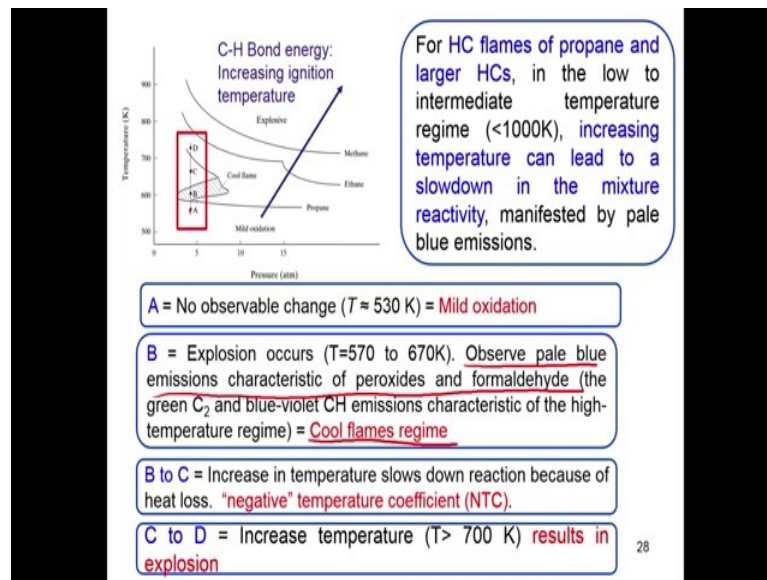 C-H Bond energy:
Increasing ignition
temperature
Temperature (K)
900
800
700
600
500
Explosive
Methane
Ethane
Cool flame
Propane
Mild oxidation
D
C
B
A
0
5
10
15
Pressure (atm)
For HC flames of propane and
larger HCs, in the low to
intermediate temperature
regime (<1000K), increasing
temperature can lead to a
slowdown in the mixture
reactivity, manifested by pale
blue emissions.
A = No observable change (T ≈ 530 K) = Mild oxidation
B = Explosion occurs (T=570 to 670K). Observe pale blue
emissions characteristic of peroxides and formaldehyde (the
green C₂ and blue-violet CH emissions characteristic of the high-
temperature regime) = Cool flames regime
B to C = Increase in temperature slows down reaction because of
heat loss. "negative" temperature coefficient (NTC).
C to D = Increase temperature (T> 700 K) results in
explosion
28